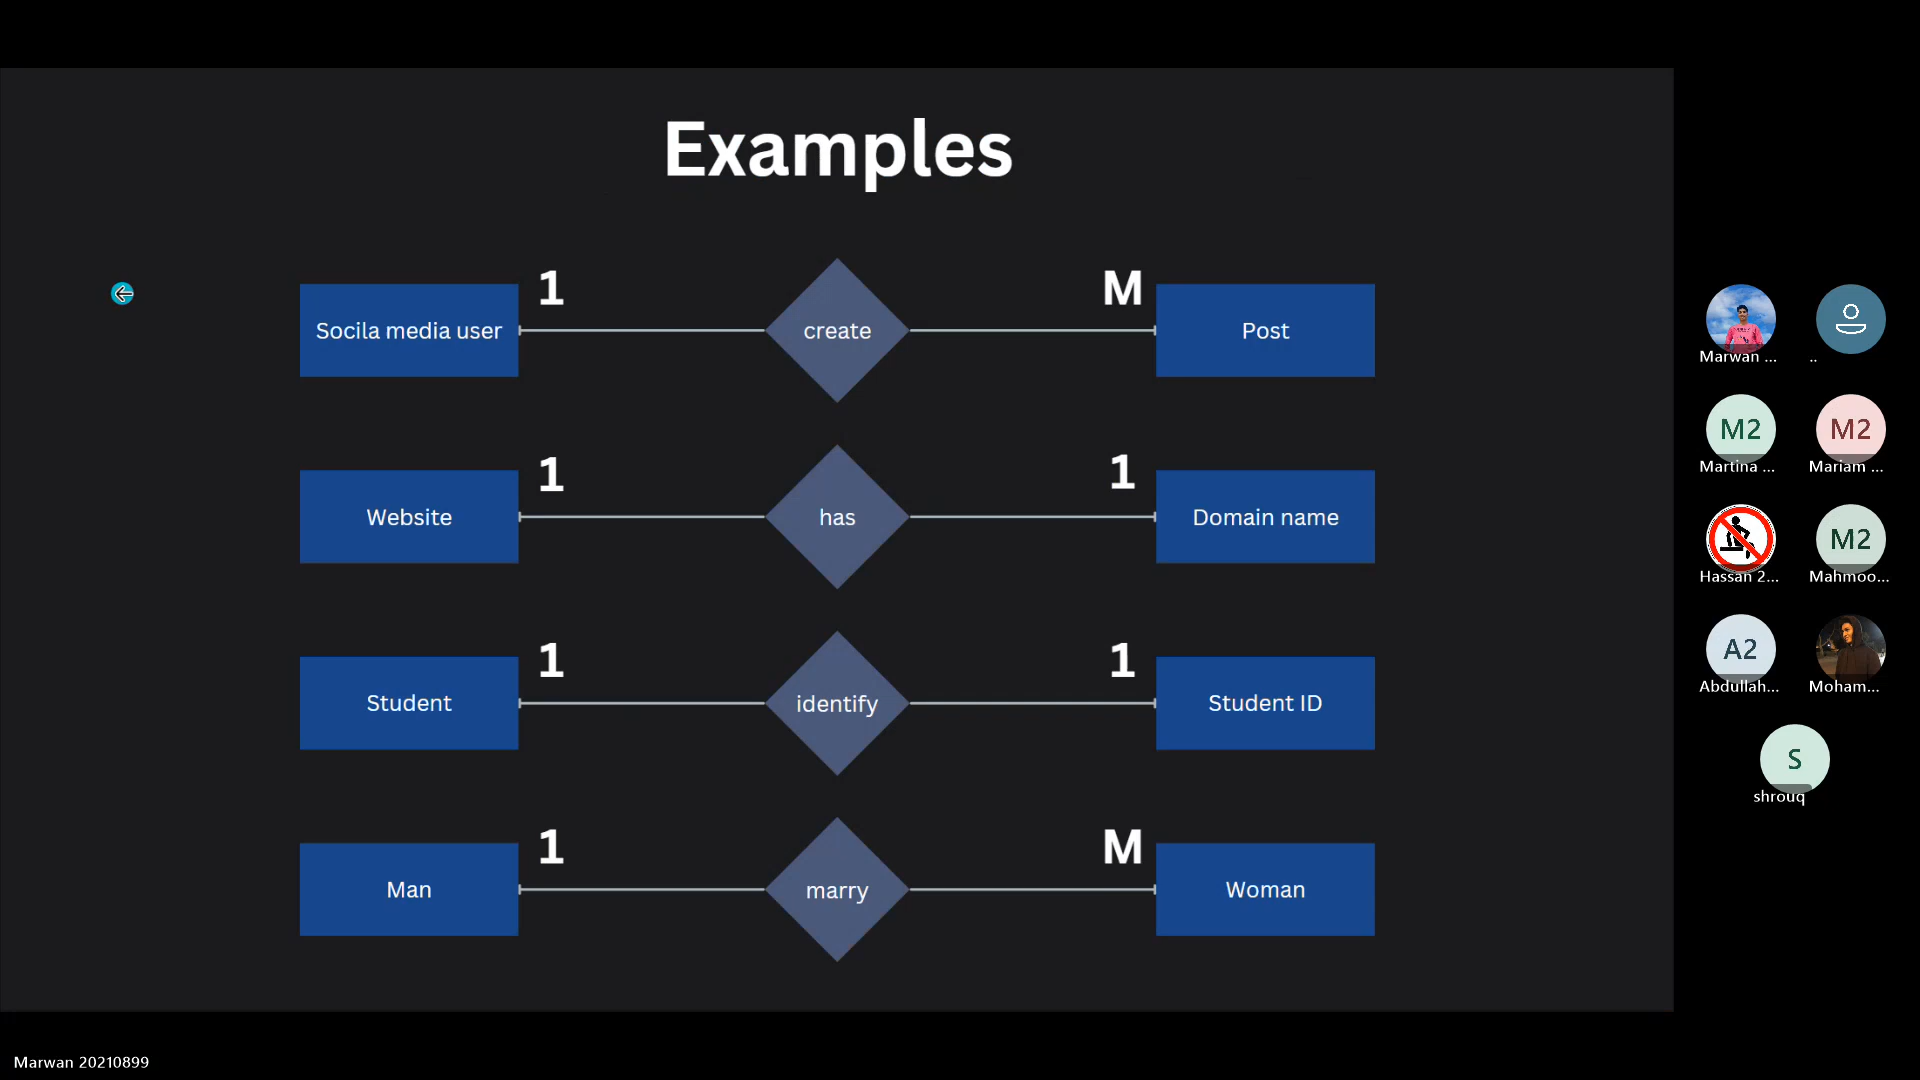 Examples
Socila media user 1 create M Post
Website 1 has 1 Domain name
Student 1 identify 1 Student ID
Man 1 marry M Woman
Marwan ... ..
M2 M2
Martina ... Mariam ...
M2
Hassan 2... Mahmoo...
A2
Abdullah... Moham...
S
shrouq
Marwan 20210899